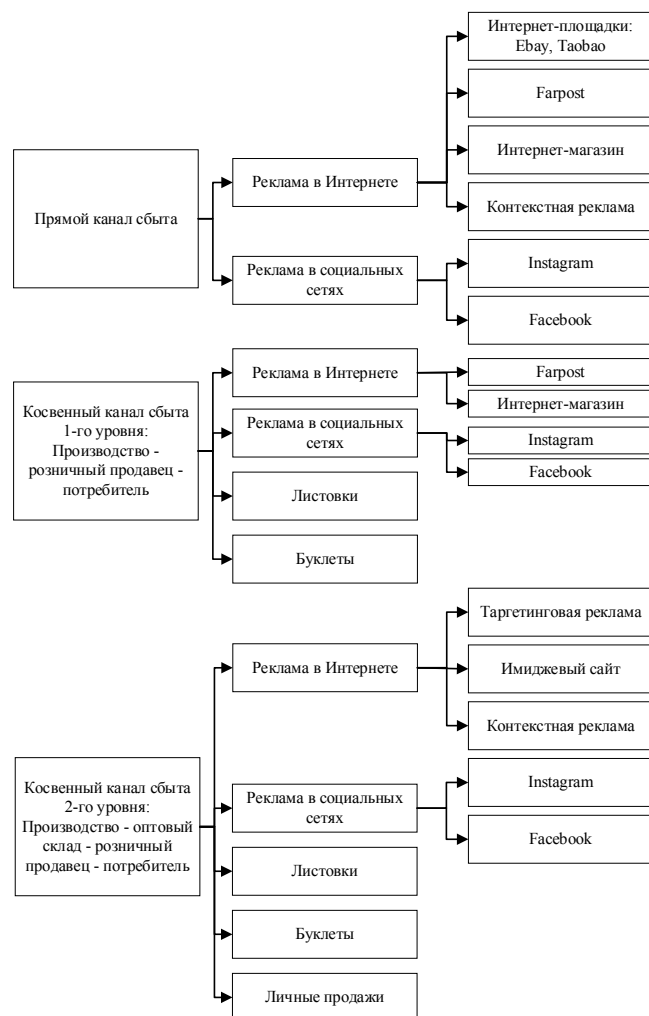 Прямой канал сбыта
Реклама в Интернете
Интернет-площадки:
Ebay, Taobao
Farpost
Интернет-магазин
Контекстная реклама
Реклама в социальных
сетях
Instagram
Facebook
Косвенный канал сбыта
1-го уровня:
Производство -
розничный продавец -
потребитель
Реклама в Интернете
Farpost
Интернет-магазин
Реклама в социальных
сетях
Instagram
Facebook
Листовки
Буклеты
Косвенный канал сбыта
2-го уровня:
Производство - оптовый
склад - розничный
продавец - потребитель
Реклама в Интернете
Таргетинговая реклама
Имиджевый сайт
Контекстная реклама
Реклама в социальных
сетях
Instagram
Facebook
Листовки
Буклеты
Личные продажи